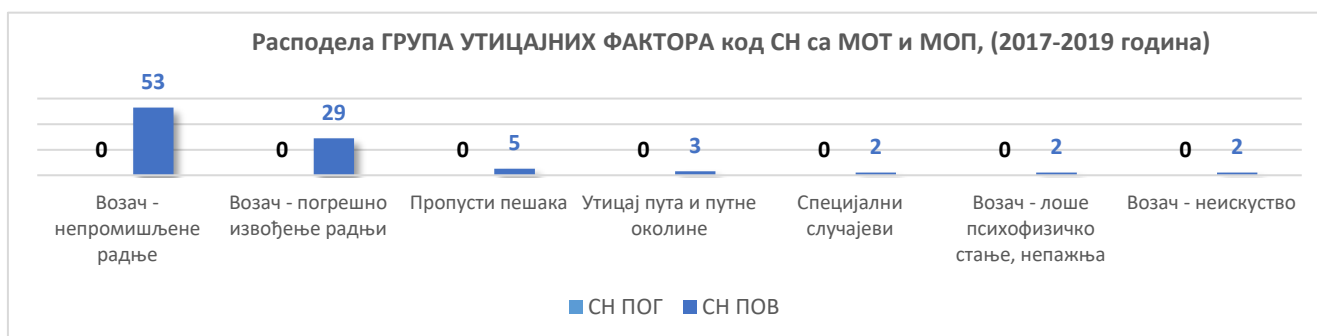 Расподела ГРУПА УТИЦАЈНИХ ФАКТОРА код СН са МОТ и МОП, (2017-2019 година)
53
29
5
3
2
2
2
0
0
0
0
0
0
0
Возач -
непромишљене
радње
Возач - погрешно
извођење радњи
Пропусти пешака
Утицај пута и путне
околине
Специјални
случајеви
Возач - лоше
психофизичко
стање, непажња
Возач - неискуство
СН ПОГ СН ПОВ